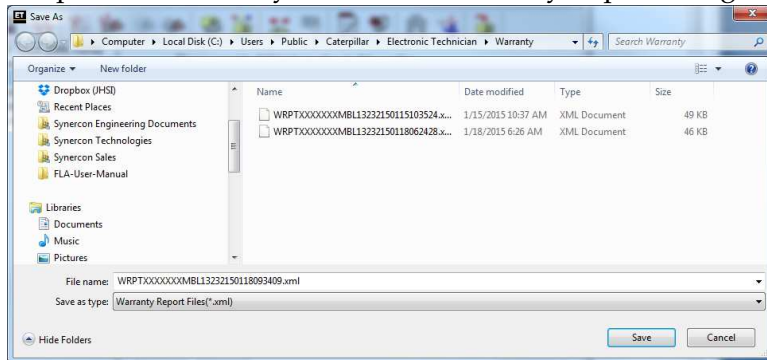 ET Save As
Computer ▸ Local Disk (C:) ▸ Users ▸ Public ▸ Caterpillar ▸ Electronic Technician ▸ Warranty
Search Warranty
Organize
New folder
Name
Date modified
Type
Size
Dropbox (JHSI)
Recent Places
Synercon Engineering Documents
Synercon Technologies
Synercon Sales
FLA-User-Manual
Libraries
Documents
Music
Pictures
WRPTXXXXXXMBL13232150115103524.x... 1/15/2015 10:37 AM XML Document 49 KB
WRPTXXXXXXMBL13232150118062428.x... 1/18/2015 6:26 AM XML Document 46 KB
File name: WRPTXXXXXXXMBL13232150118093409.xml
Save as type: Warranty Report Files(*.xml)
Hide Folders
Save
Cancel